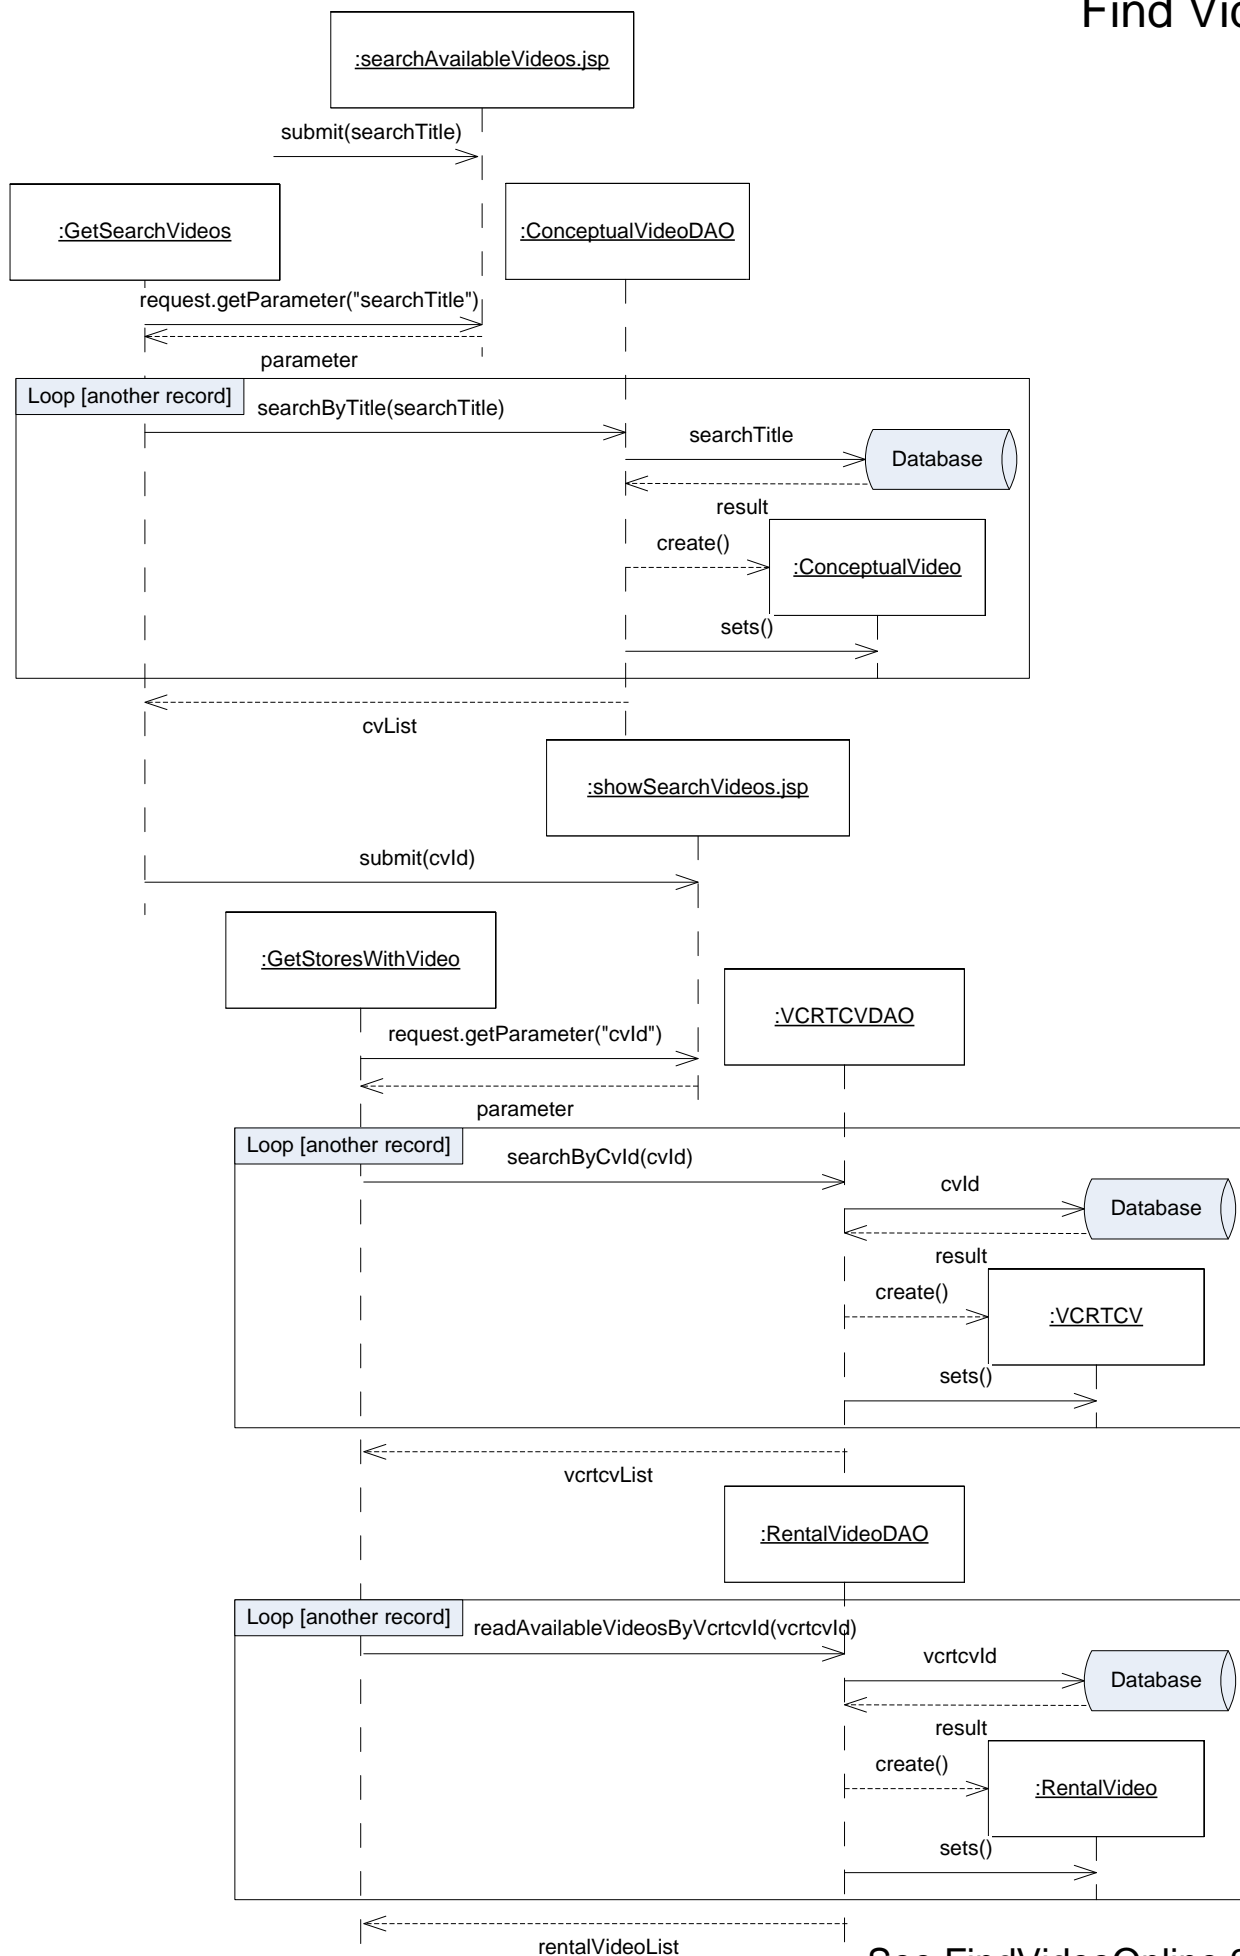 Find
:searchAvailableVideos.jsp
submit(searchTitle)
:GetSearchVideos
:ConceptualVideoDAO
request.getParameter("searchTitle")
parameter
Loop [another record]
searchByTitle(searchTitle)
searchTitle
Database
result
create()
:ConceptualVideo
sets()
cvList
:showSearchVideos.jsp
submit(cvId)
:GetStoresWithVideo
:VCRTCVDAO
request.getParameter("cvId")
parameter
Loop [another record]
searchByCvId(cvId)
cvId
Database
result
create()
:VCRTCV
sets()
vcrtcvList
:RentalVideoDAO
Loop [another record]
readAvailableVideosByVcrtcvId(vcrtcvId)
vcrtcvId
Database
result
create()
:RentalVideo
sets()
rentalVideoList
See FindVideoOnline